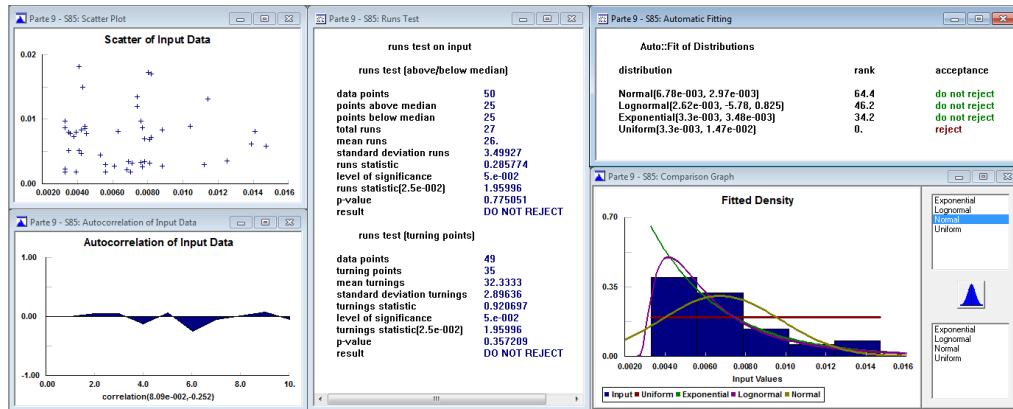 Parte 9 - S85: Scatter Plot
Scatter of Input Data
0.02
0.01
0.00
0.0020 0.0040 0.0060 0.0080 0.010 0.012 0.014 0.016
Parte 9 - S85: Autocorrelation of Input Data
Autocorrelation of Input Data
1.00
0.00
-1.00
0.00 2.0 4.0 6.0 8.0 10.
correlation(8.09e-002,-0.252)
Parte 9 - S85: Runs Test
runs test on input
runs test (above/below median)
data points 50
points above median 25
points below median 25
total runs 27
mean runs 26.
standard deviation runs 3.49927
runs statistic 0.285774
level of significance 5.e-002
runs statistic(2.5e-002) 1.95996
p-value 0.775051
result DO NOT REJECT
runs test (turning points)
data points 49
turning points 35
mean turnings 32.3333
standard deviation turnings 2.89636
turnings statistic 0.920697
level of significance 5.e-002
turnings statistic(2.5e-002) 1.95996
p-value 0.357209
result DO NOT REJECT
Parte 9 - S85: Automatic Fitting
Auto::Fit of Distributions
distribution rank acceptance
Normal(6.78e-003, 2.97e-003) 64.4 do not reject
Lognormal(2.62e-003, -5.78, 0.825) 46.2 do not reject
Exponential(3.3e-003, 3.48e-003) 34.2 do not reject
Uniform(3.3e-003, 1.47e-002) 0. reject
Parte 9 - S85: Comparison Graph
Fitted Density
0.70
0.35
0.00
0.0020 0.0040 0.0060 0.0080 0.010 0.012 0.014 0.016
Input Values
Input Uniform Exponential Lognormal Normal
Exponential
Lognormal
Normal
Uniform
Exponential
Lognormal
Normal
Uniform